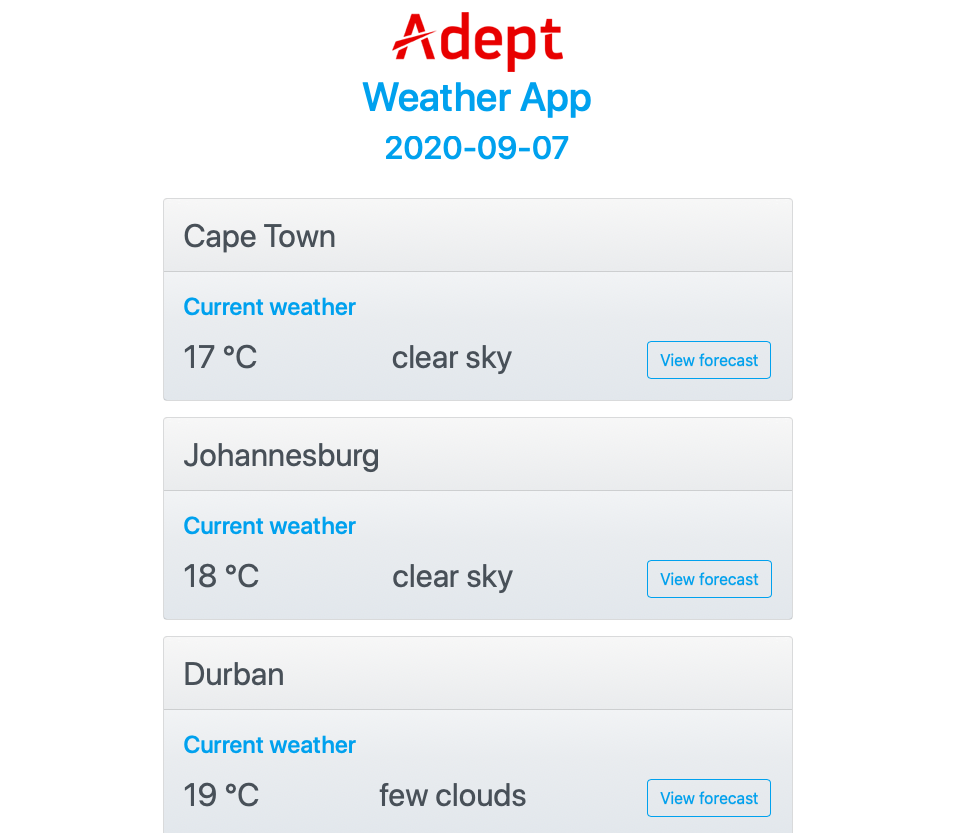 Adept
Weather App
2020-09-07
Cape Town
Current weather
17 °C clear sky View forecast
Johannesburg
Current weather
18 °C clear sky View forecast
Durban
Current weather
19 °C few clouds View forecast